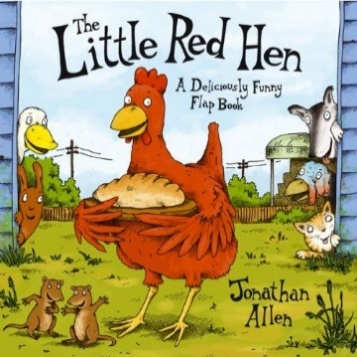 The
Little Red Hen
A Deliciously Funny
Flap Book
Jonathan
Allen